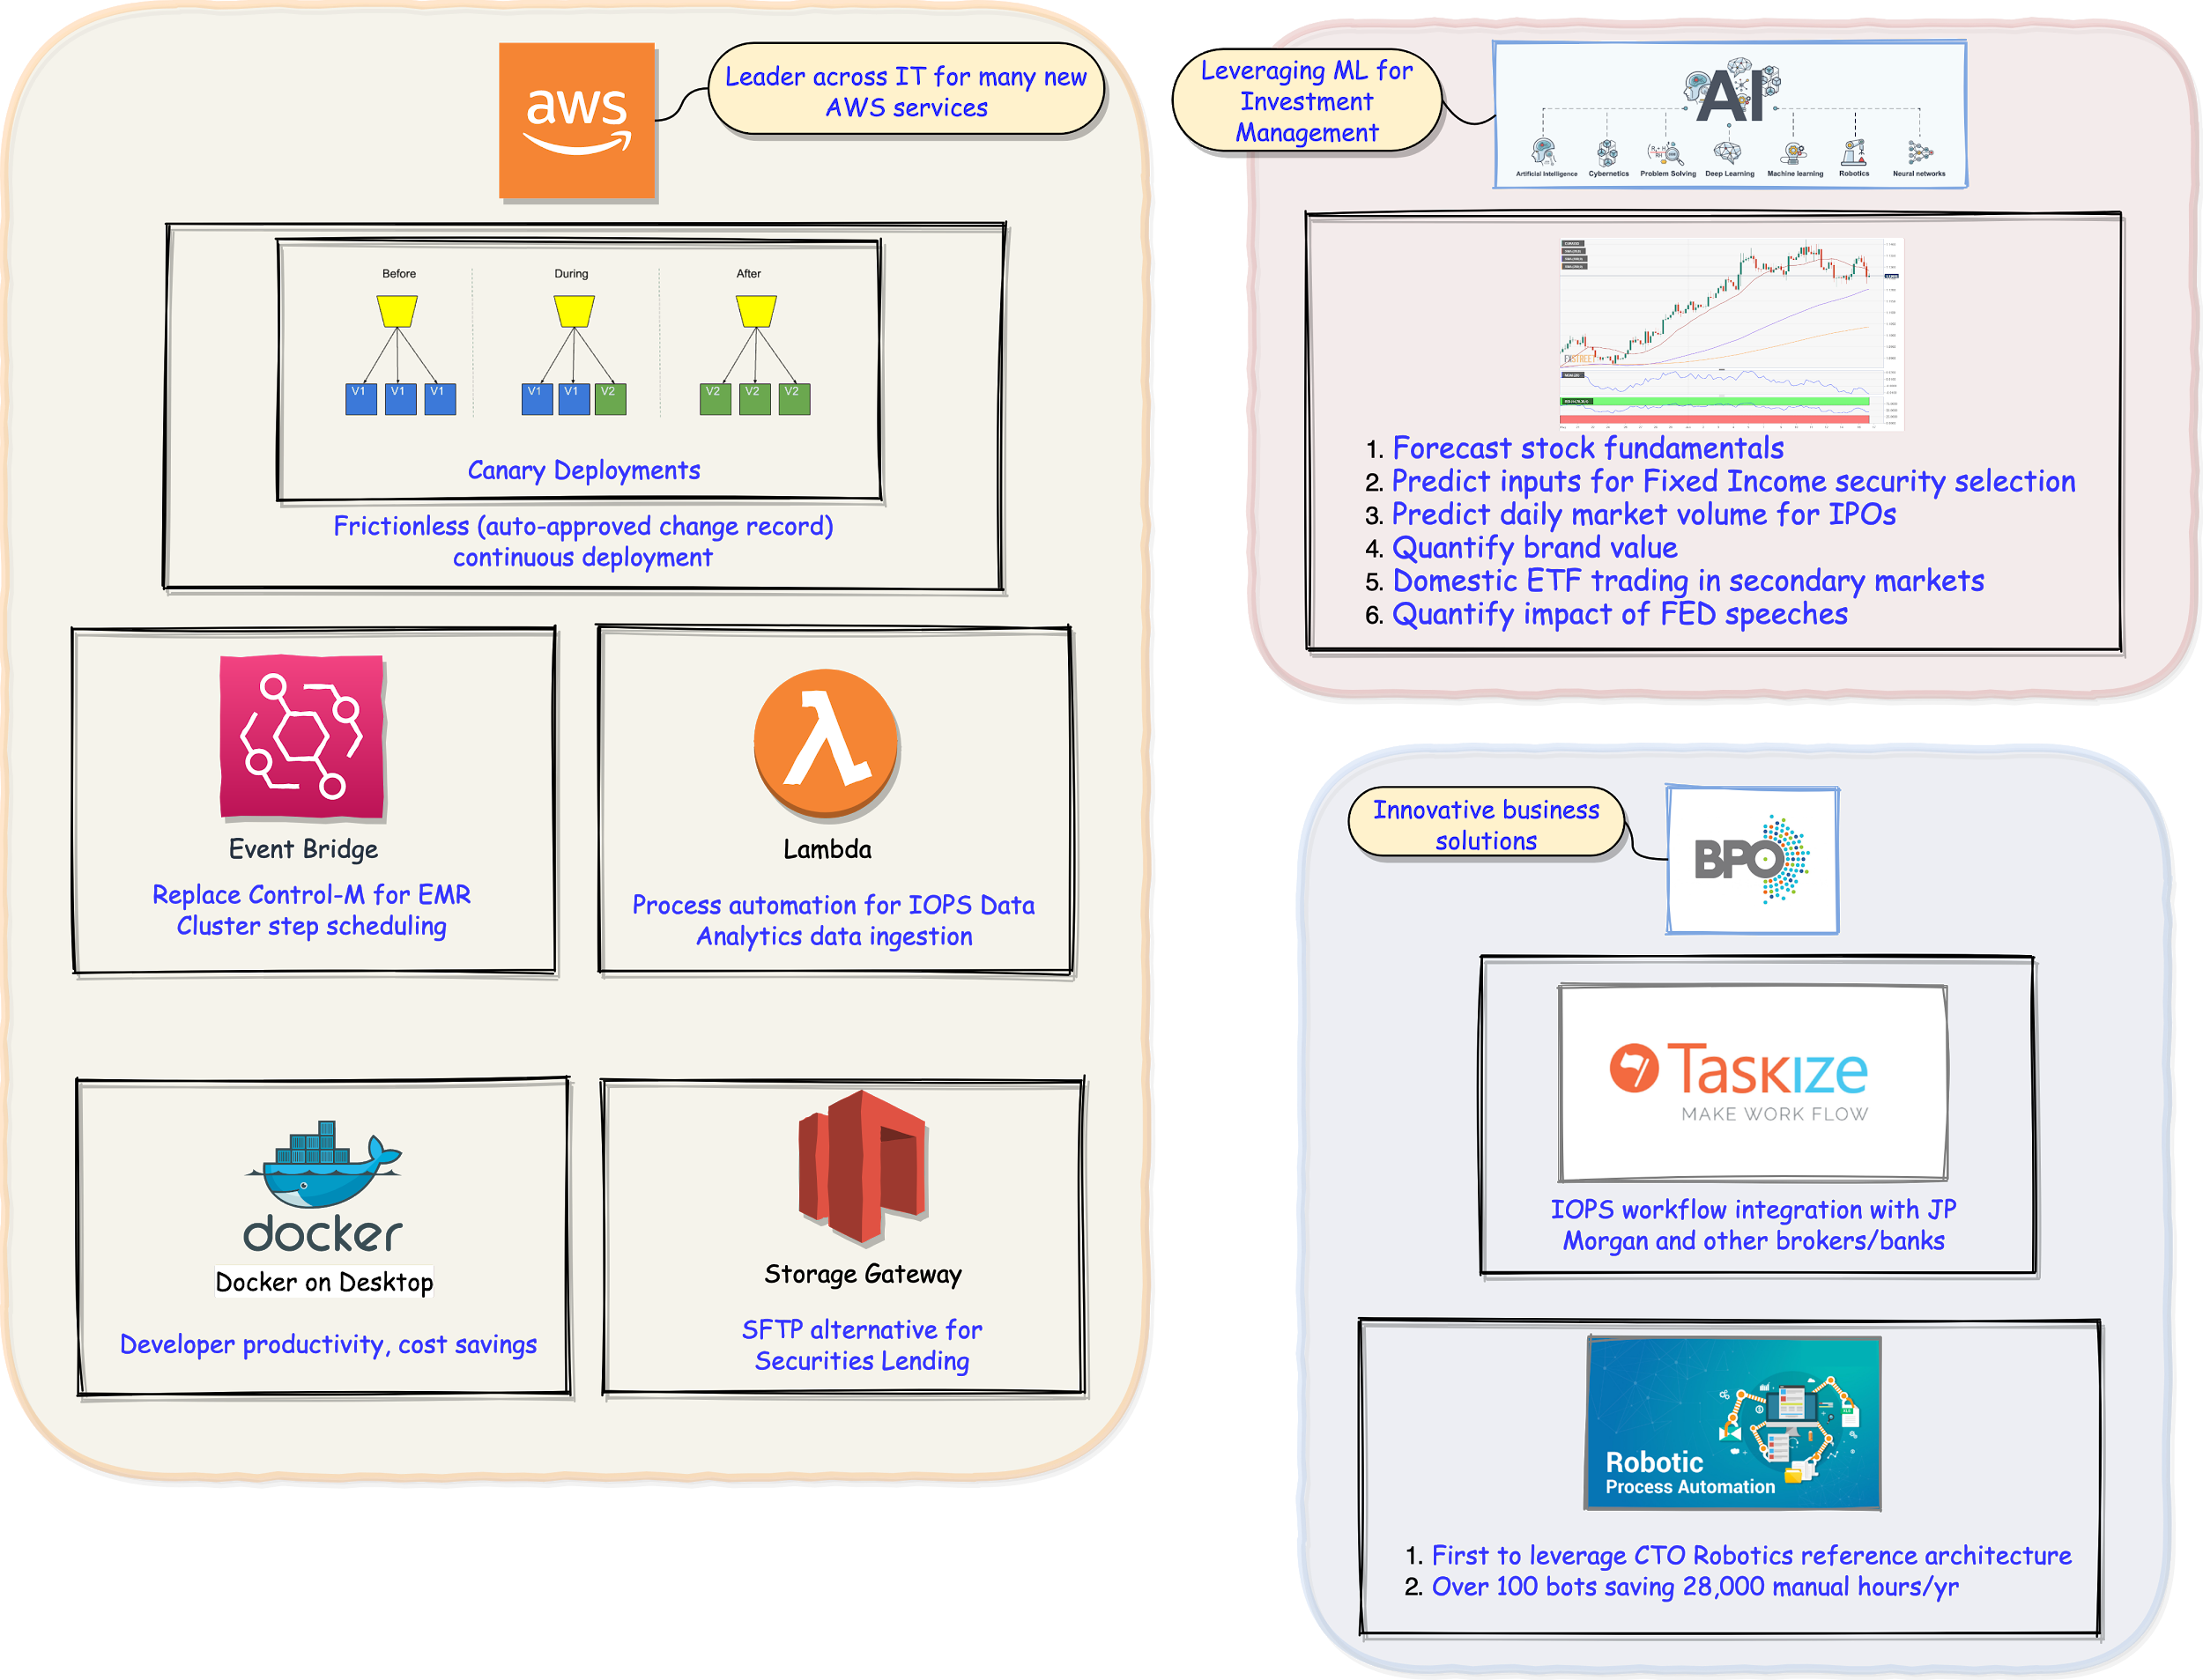 aws
Leader across IT for many new
AWS services
Before
During
After
V1
V1
V1
V1
V1
V2
V2
V2
V2
Canary Deployments
Frictionless (auto-approved change record)
continuous deployment
Event Bridge
Replace Control-M for EMR
Cluster step scheduling
Lambda
Process automation for IOPS Data
Analytics data ingestion
docker
Docker on Desktop
Developer productivity, cost savings
Storage Gateway
SFTP alternative for
Securities Lending
Leveraging ML for
Investment
Management
AI
Artificial Intelligence
Cybernetics
Problem Solving
Deep Learning
Machine learning
Robotics
Neural networks
1. Forecast stock fundamentals
2. Predict inputs for Fixed Income security selection
3. Predict daily market volume for IPOs
4. Quantify brand value
5. Domestic ETF trading in secondary markets
6. Quantify impact of FED speeches
Innovative business
solutions
BPO
TASKIZE
MAKE WORK FLOW
IOPS workflow integration with JP
Morgan and other brokers/banks
Robotic
Process Automation
1. First to leverage CTO Robotics reference architecture
2. Over 100 bots saving 28,000 manual hours/yr